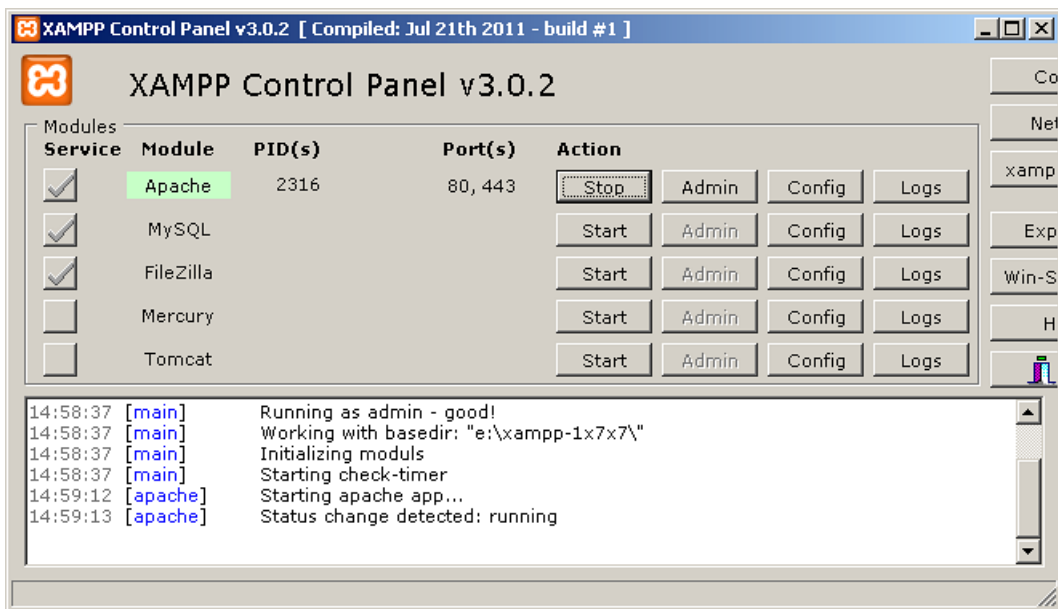 XAMPP Control Panel v3.0.2 [ Compiled: Jul 21th 2011 - build #1 ]
XAMPP Control Panel v3.0.2
Co
Net
xamp
Exp
Win-S
H
Modules
Service Module PID(s) Port(s) Action
Apache 2316 80, 443 Stop Admin Config Logs
MySQL Start Admin Config Logs
FileZilla Start Admin Config Logs
Mercury Start Admin Config Logs
Tomcat Start Admin Config Logs
14:58:37 [main] Running as admin - good!
14:58:37 [main] Working with basedir: "e:\xampp-1x7x7\"
14:58:37 [main] Initializing moduls
14:58:37 [main] Starting check-timer
14:59:12 [apache] Starting apache app...
14:59:13 [apache] Status change detected: running